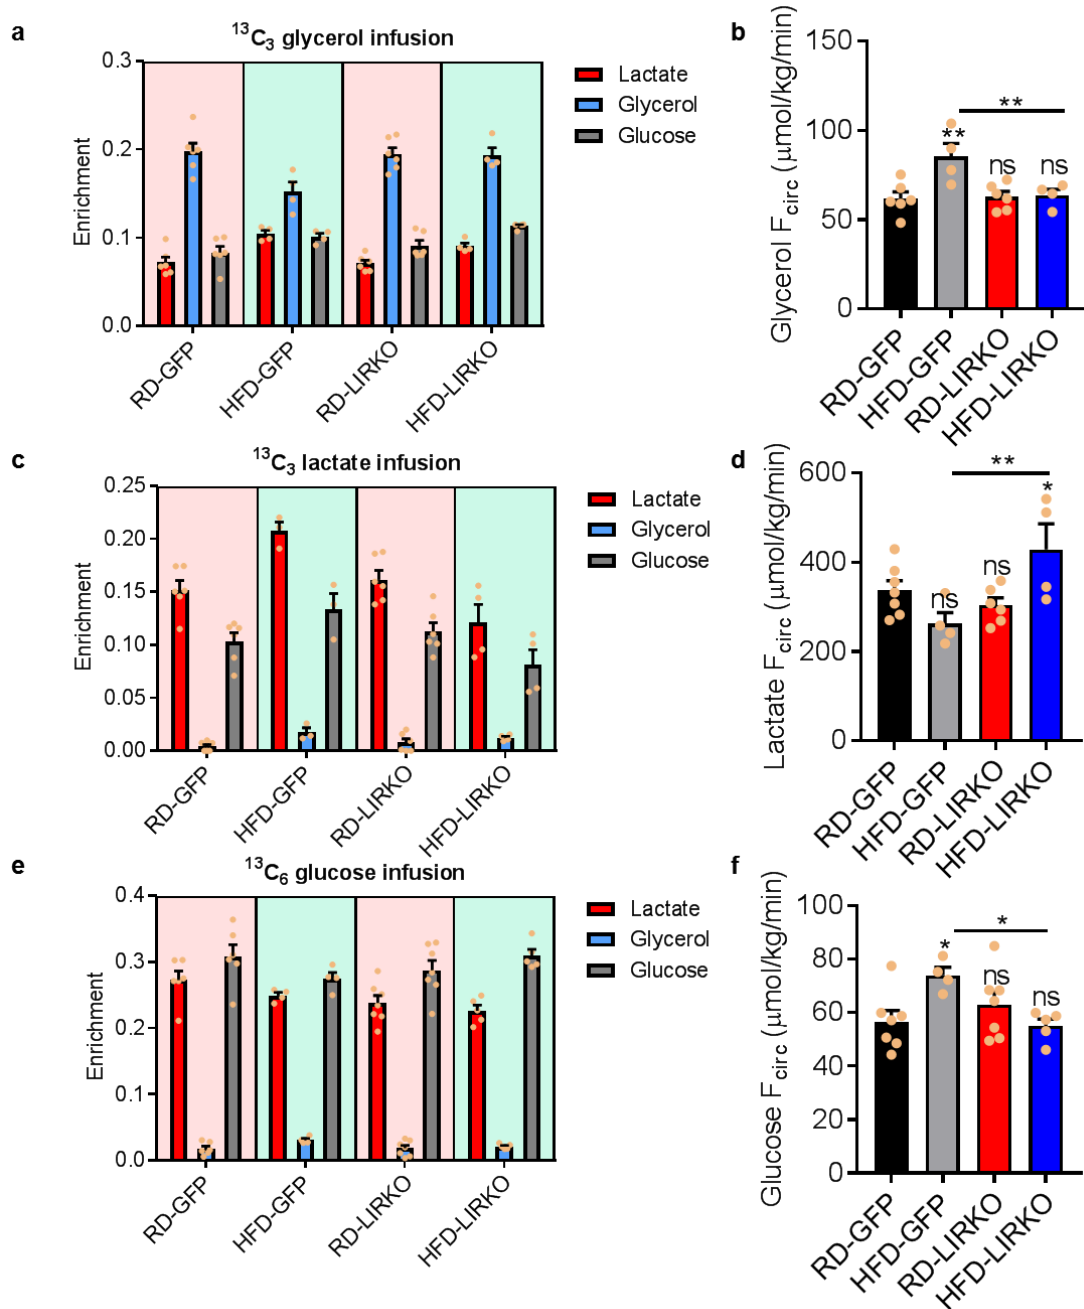 a
¹³C₃ glycerol infusion
Enrichment
0.3
0.2
0.1
0.0
RD-GFP
HFD-GFP
RD-LIRKO
HFD-LIRKO
Lactate
Glycerol
Glucose
b
Glycerol F_circ (μmol/kg/min)
150
100
50
0
**
**
ns
ns
RD-GFP
HFD-GFP
RD-LIRKO
HFD-LIRKO
c
¹³C₃ lactate infusion
Enrichment
0.25
0.20
0.15
0.10
0.05
0.00
RD-GFP
HFD-GFP
RD-LIRKO
HFD-LIRKO
Lactate
Glycerol
Glucose
d
Lactate F_circ (μmol/kg/min)
600
400
200
0
**
ns
ns
*
RD-GFP
HFD-GFP
RD-LIRKO
HFD-LIRKO
e
¹³C₆ glucose infusion
Enrichment
0.4
0.3
0.2
0.1
0.0
RD-GFP
HFD-GFP
RD-LIRKO
HFD-LIRKO
Lactate
Glycerol
Glucose
f
Glucose F_circ (μmol/kg/min)
100
80
60
40
20
0
*
*
ns
ns
RD-GFP
HFD-GFP
RD-LIRKO
HFD-LIRKO